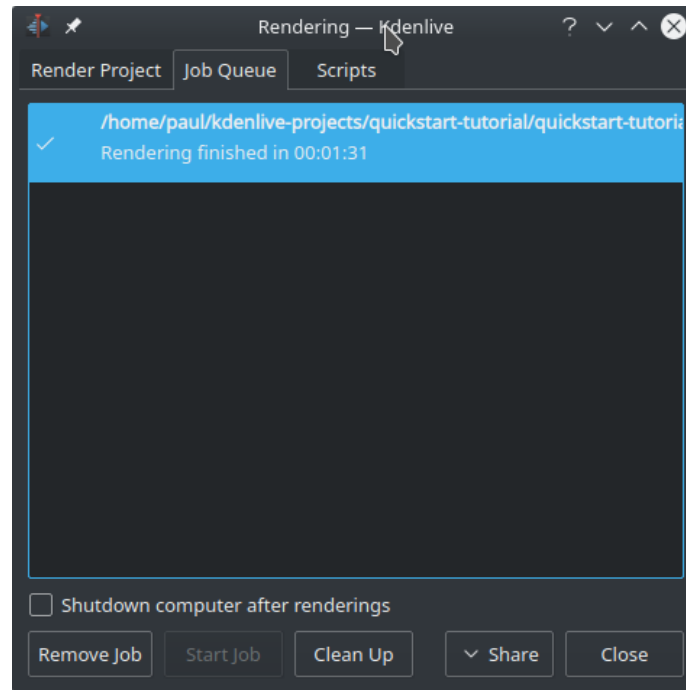 Rendering — Kdenlive
Render Project Job Queue Scripts
/home/paul/kdenlive-projects/quickstart-tutorial/quickstart-tutoria
Rendering finished in 00:01:31
Shutdown computer after renderings
Remove Job Start Job Clean Up Share Close